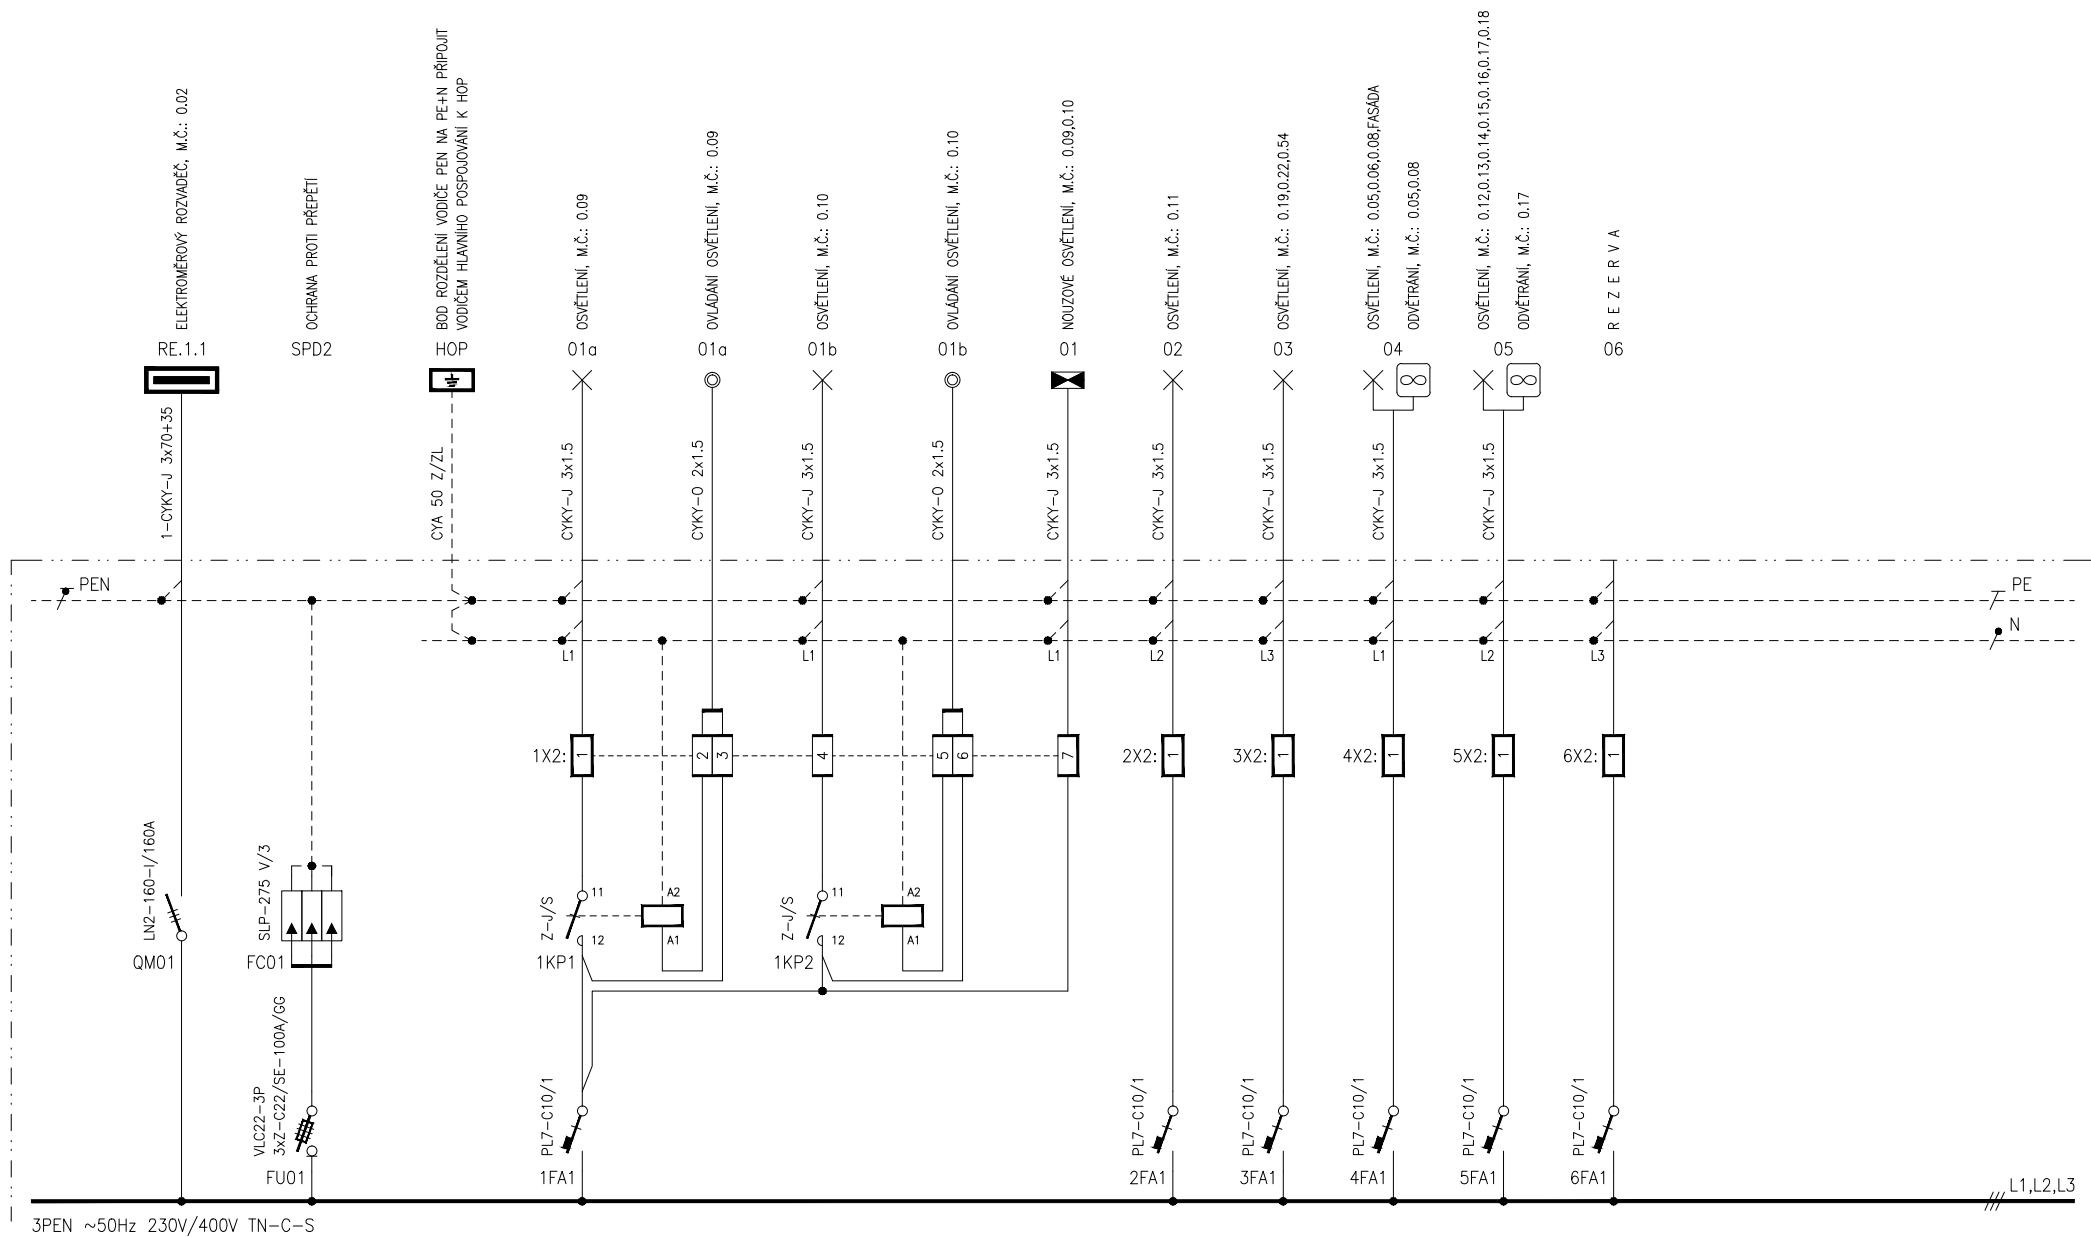 ELEKTROMĚROVÝ ROZVADĚČ, M.Č.: 0.02
OCHRANA PROTI PŘEPĚTÍ
BOD ROZDĚLENÍ VODIČE PEN NA PE+N PŘIPOJIT
VODIČEM HLAVNÍHO POSPOJOVÁNÍ K HOP
OSVĚTLENÍ, M.Č.: 0.09
OVLÁDÁNÍ OSVĚTLENÍ, M.Č.: 0.09
OSVĚTLENÍ, M.Č.: 0.10
OVLÁDÁNÍ OSVĚTLENÍ, M.Č.: 0.10
NOUZOVÉ OSVĚTLENÍ, M.Č.: 0.09,0.10
OSVĚTLENÍ, M.Č.: 0.11
OSVĚTLENÍ, M.Č.: 0.19,0.22,0.54
OSVĚTLENÍ, M.Č.: 0.05,0.06,0.08,FASÁDA
ODVĚTRÁNÍ, M.Č.: 0.05,0.08
OSVĚTLENÍ, M.Č.: 0.12,0.13,0.14,0.15,0.16,0.17,0.18
ODVĚTRÁNÍ, M.Č.: 0.17
R E Z E R V A
RE.1.1
SPD2
HOP
01a
01a
01b
01b
01
02
03
04
05
06
1-CYKY-J 3x70+35
CYA 50 Z/ZL
CYKY-J 3x1.5
CYKY-O 2x1.5
CYKY-J 3x1.5
CYKY-O 2x1.5
CYKY-J 3x1.5
CYKY-J 3x1.5
CYKY-J 3x1.5
CYKY-J 3x1.5
CYKY-J 3x1.5
PEN
PE
N
L1
L1
L1
L2
L3
L1
L2
L3
1X2:
1
2
3
4
5
6
7
2X2:
1
3X2:
1
4X2:
1
5X2:
1
6X2:
1
LN2-160-I/160A
QM01
SLP-275 V/3
FC01
Z-J/S
11
12
1KP1
A2
A1
Z-J/S
11
12
1KP2
A2
A1
VLC22-3P
3xZ-C22/SE-100A/GG
FU01
PL7-C10/1
1FA1
PL7-C10/1
2FA1
PL7-C10/1
3FA1
PL7-C10/1
4FA1
PL7-C10/1
5FA1
PL7-C10/1
6FA1
L1,L2,L3
3PEN ~50Hz 230V/400V TN-C-S